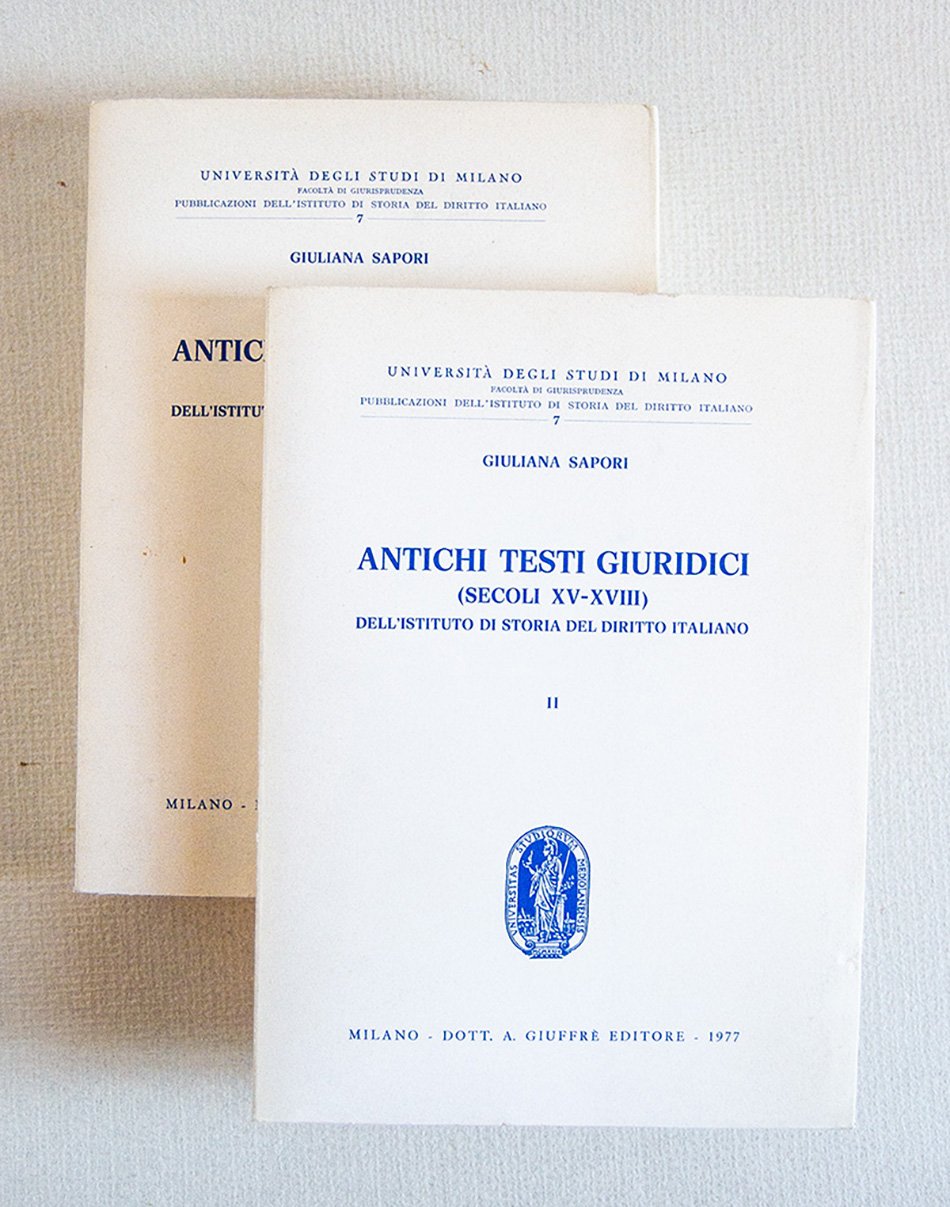 UNIVERSITÀ DEGLI STUDI DI MILANO
FACOLTÀ DI GIURISPRUDENZA
PUBBLICAZIONI DELL'ISTITUTO DI STORIA DEL DIRITTO ITALIANO
7
GIULIANA SAPORI
ANTIC
DELL'ISTITUT
MILANO -
UNIVERSITÀ DEGLI STUDI DI MILANO
FACOLTÀ DI GIURISPRUDENZA
PUBBLICAZIONI DELL'ISTITUTO DI STORIA DEL DIRITTO ITALIANO
7
GIULIANA SAPORI
ANTICHI TESTI GIURIDICI
(SECOLI XV-XVIII)
DELL'ISTITUTO DI STORIA DEL DIRITTO ITALIANO
II
UNIVERSITAS STUDIORUM MEDIOLANENSIS
MILANO - DOTT. A. GIUFFRÈ EDITORE - 1977